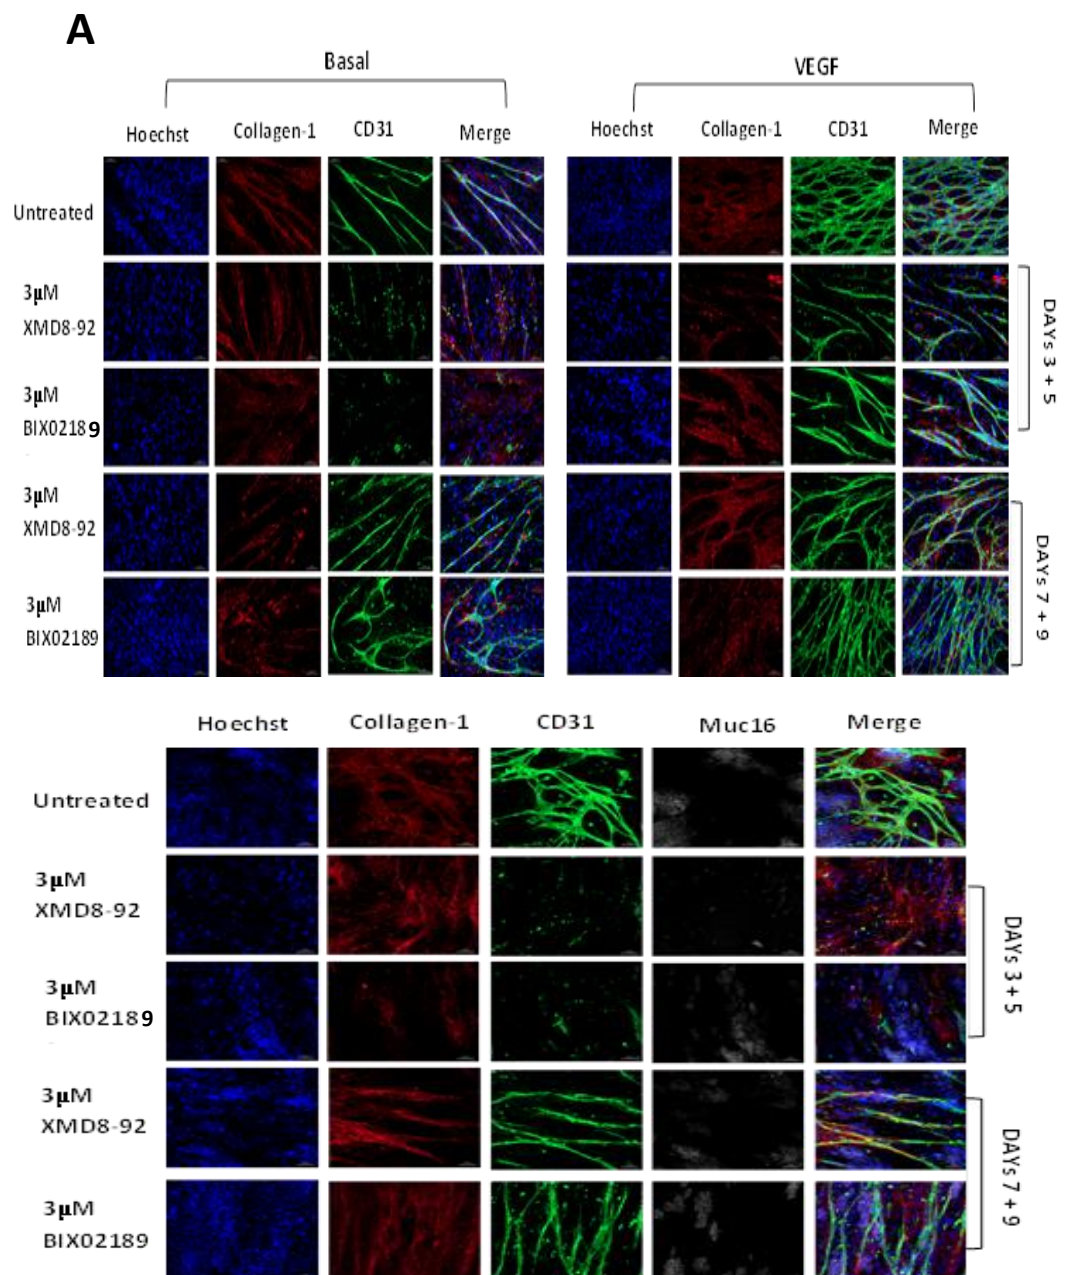 A
Basal
VEGF
Hoechst Collagen-1 CD31 Merge
Hoechst Collagen-1 CD31 Merge
Untreated
3µM
XMD8-92
3µM
BIX02189
DAYs 3 + 5
3µM
XMD8-92
3µM
BIX02189
DAYs 7 + 9
Hoechst Collagen-1 CD31 Muc16 Merge
Untreated
3µM
XMD8-92
3µM
BIX02189
DAYs 3 + 5
3µM
XMD8-92
3µM
BIX02189
DAYs 7 + 9